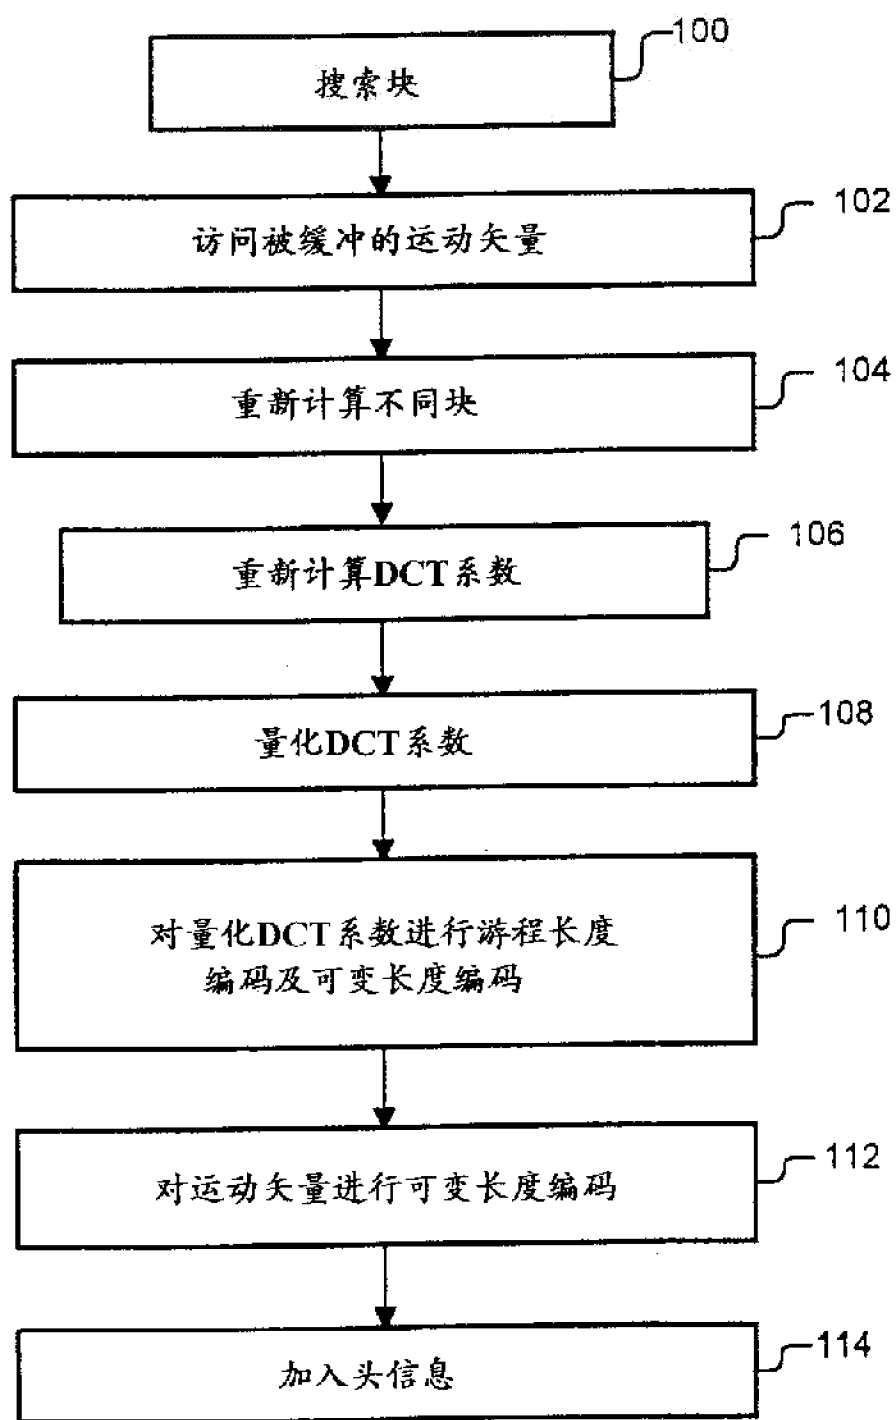 100
搜索块
102
访问被缓冲的运动矢量
104
重新计算不同块
106
重新计算DCT系数
108
量化DCT系数
110
对量化DCT系数进行游程长度
编码及可变长度编码
112
对运动矢量进行可变长度编码
114
加入头信息